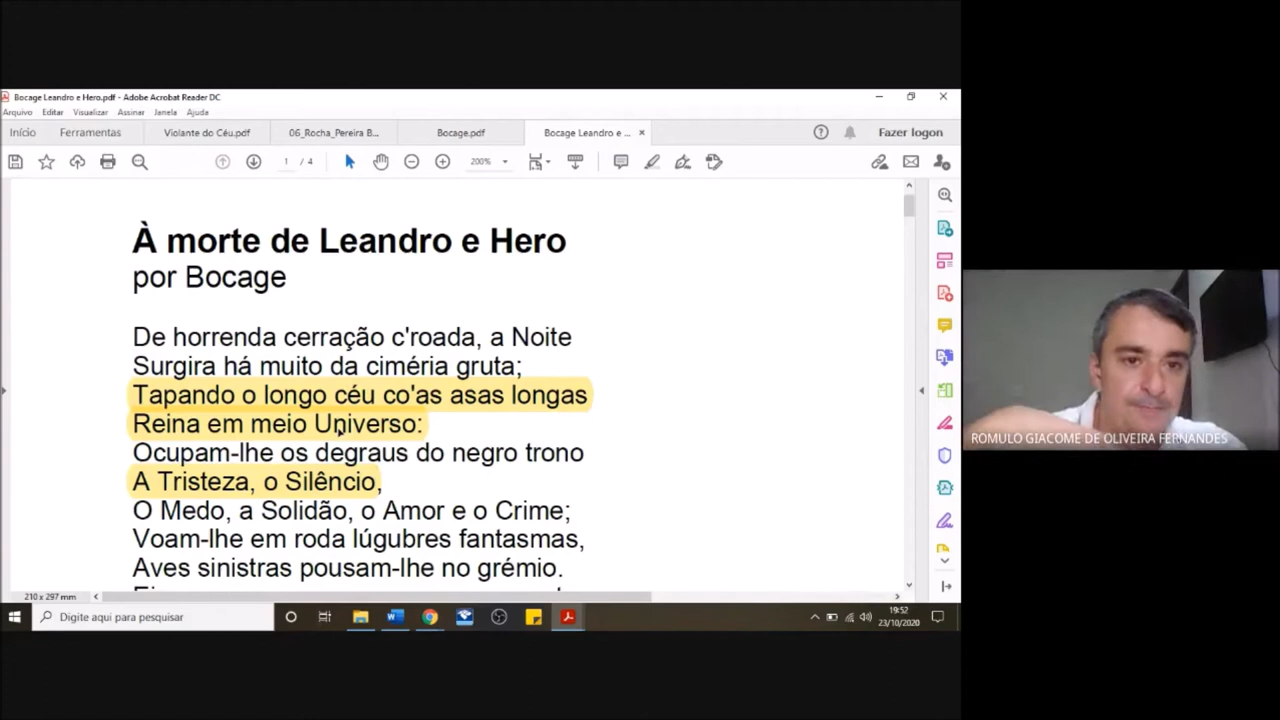 Bocage Leandro e Hero.pdf - Adobe Acrobat Reader DC
Arquivo Editar Visualizar Assinar Janela Ajuda
Início Ferramentas Violante do Céu.pdf 06_Rocha_Pereira B... Bocage.pdf Bocage Leandro e ... Fazer logon
1 / 4 200%
À morte de Leandro e Hero
por Bocage
De horrenda cerração c'roada, a Noite
Surgira há muito da ciméria gruta;
Tapando o longo céu co'as asas longas
Reina em meio Universo:
Ocupam-lhe os degraus do negro trono
A Tristeza, o Silêncio,
O Medo, a Solidão, o Amor e o Crime;
Voam-lhe em roda lúgubres fantasmas,
Aves sinistras pousam-lhe no grémio.
210 x 297 mm
Digite aqui para pesquisar
19:52
23/10/2020
ROMULO GIACOME DE OLIVEIRA FERNANDES